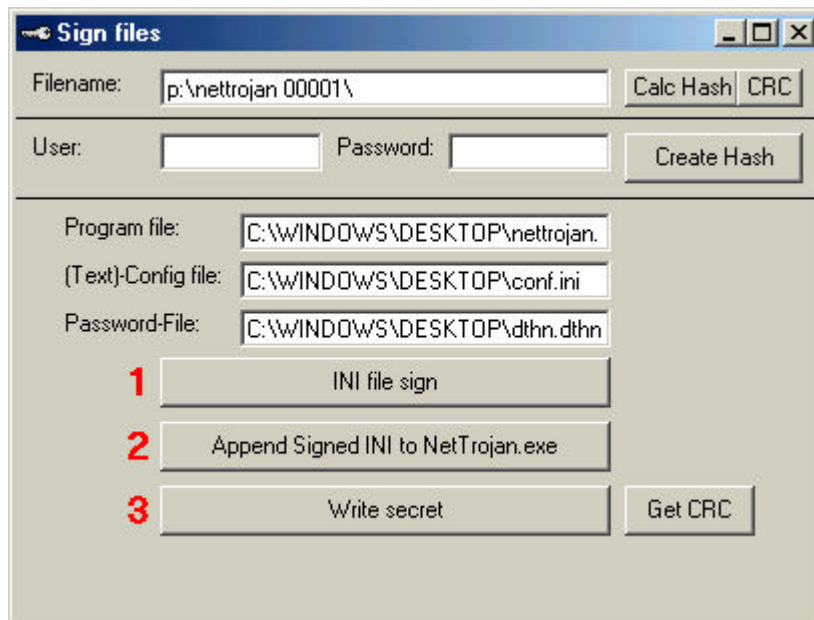 Sign files
Filename: p:\nettrojan 00001\ Calc Hash CRC
User: Password: Create Hash
Program file: C:\WINDOWS\DESKTOP\nettrojan.
(Text)-Config file: C:\WINDOWS\DESKTOP\conf.ini
Password-File: C:\WINDOWS\DESKTOP\dthn.dthn
1 INI file sign
2 Append Signed INI to NetTrojan.exe
3 Write secret Get CRC